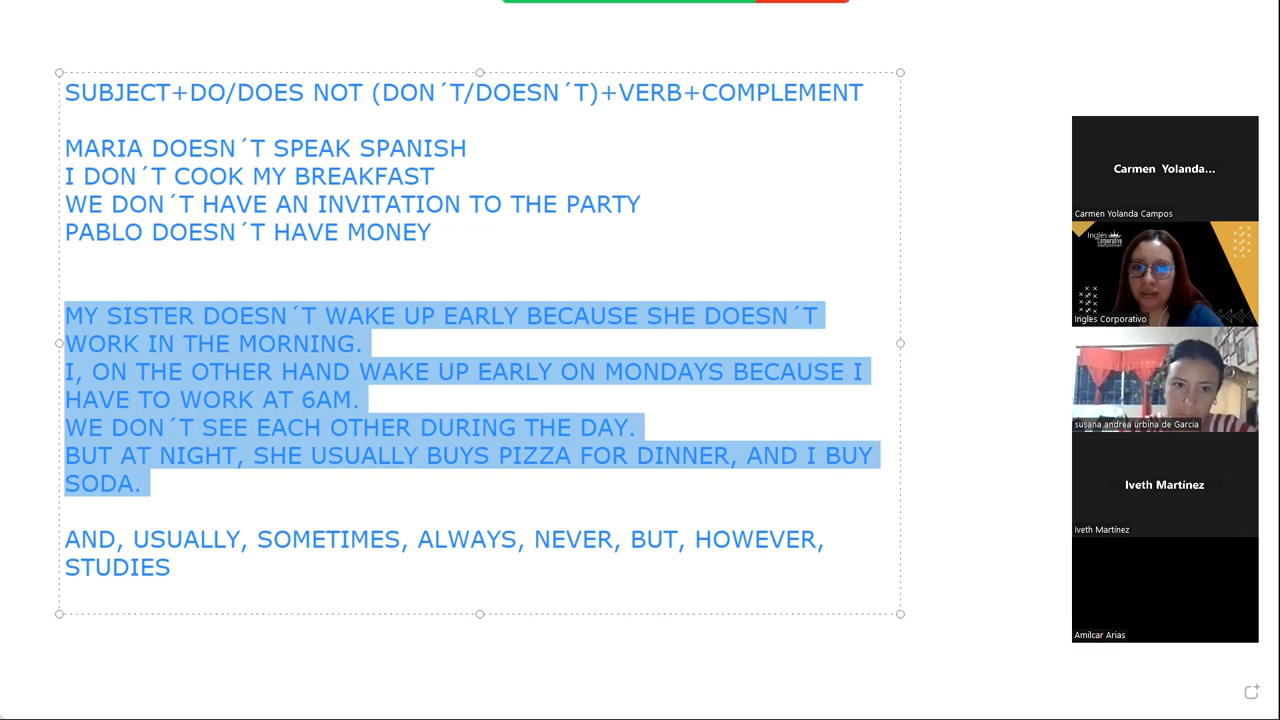 SUBJECT+DO/DOES NOT (DON´T/DOESN´T)+VERB+COMPLEMENT
MARIA DOESN´T SPEAK SPANISH
I DON´T COOK MY BREAKFAST
WE DON´T HAVE AN INVITATION TO THE PARTY
PABLO DOESN´T HAVE MONEY
MY SISTER DOESN´T WAKE UP EARLY BECAUSE SHE DOESN´T
WORK IN THE MORNING.
I, ON THE OTHER HAND WAKE UP EARLY ON MONDAYS BECAUSE I
HAVE TO WORK AT 6AM.
WE DON´T SEE EACH OTHER DURING THE DAY.
BUT AT NIGHT, SHE USUALLY BUYS PIZZA FOR DINNER, AND I BUY
SODA.
AND, USUALLY, SOMETIMES, ALWAYS, NEVER, BUT, HOWEVER,
STUDIES
Carmen Yolanda...
Carmen Yolanda Campos
Inglés
Corporativo
Ingles Corporativo
susana andrea urbina de Garcia
Iveth Martínez
Iveth Martínez
Amilcar Arias